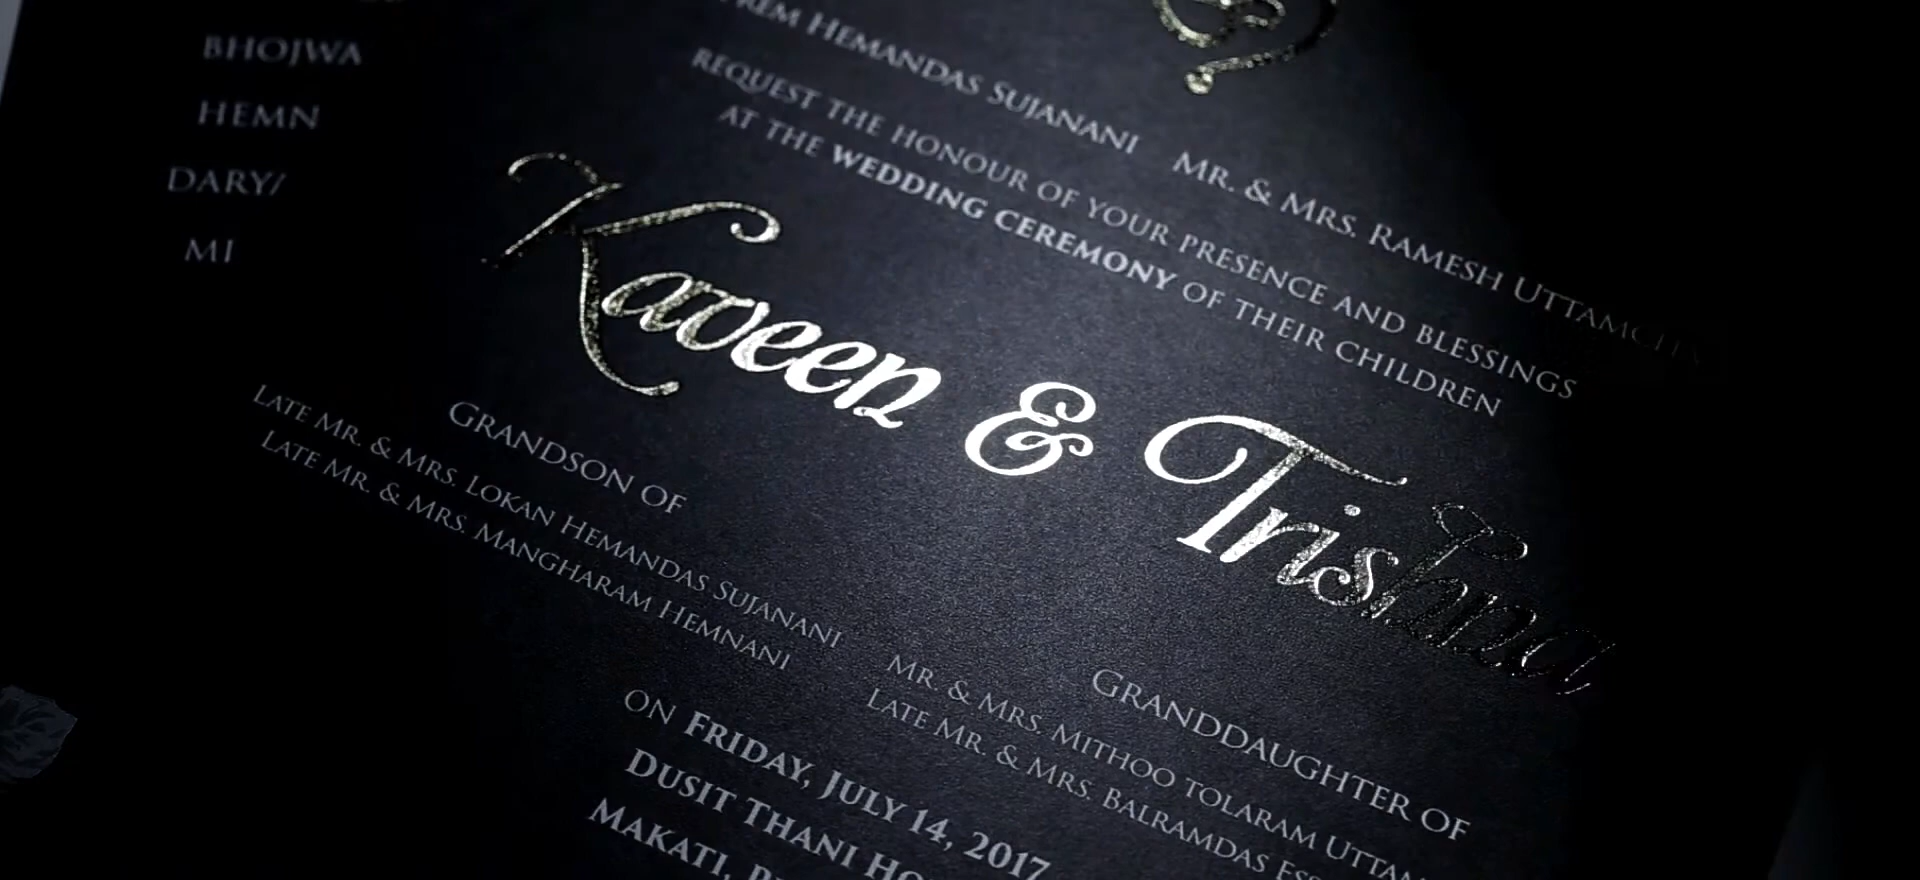 BHOJWA
HEMN
DARY/
MI
HEMANDAS SUJANANI
MR. & MRS. RAMESH
REQUEST THE HONOUR OF YOUR PRESENCE AND BLESSINGS
AT THE WEDDING CEREMONY OF THEIR CHILDREN
Kaveen & Trishna
GRANDSON OF
LATE MR. & MRS. LOKAN HEMANDAS SUJANANI
LATE MR. & MRS. MANGHARAM HEMNANI
GRANDDAUGHTER OF
MR. & MRS. MITHOO TOLARAM
LATE MR. & MRS. BALRAMDAS
ON FRIDAY, JULY 14, 2017
DUSIT THANI
MAKATI,